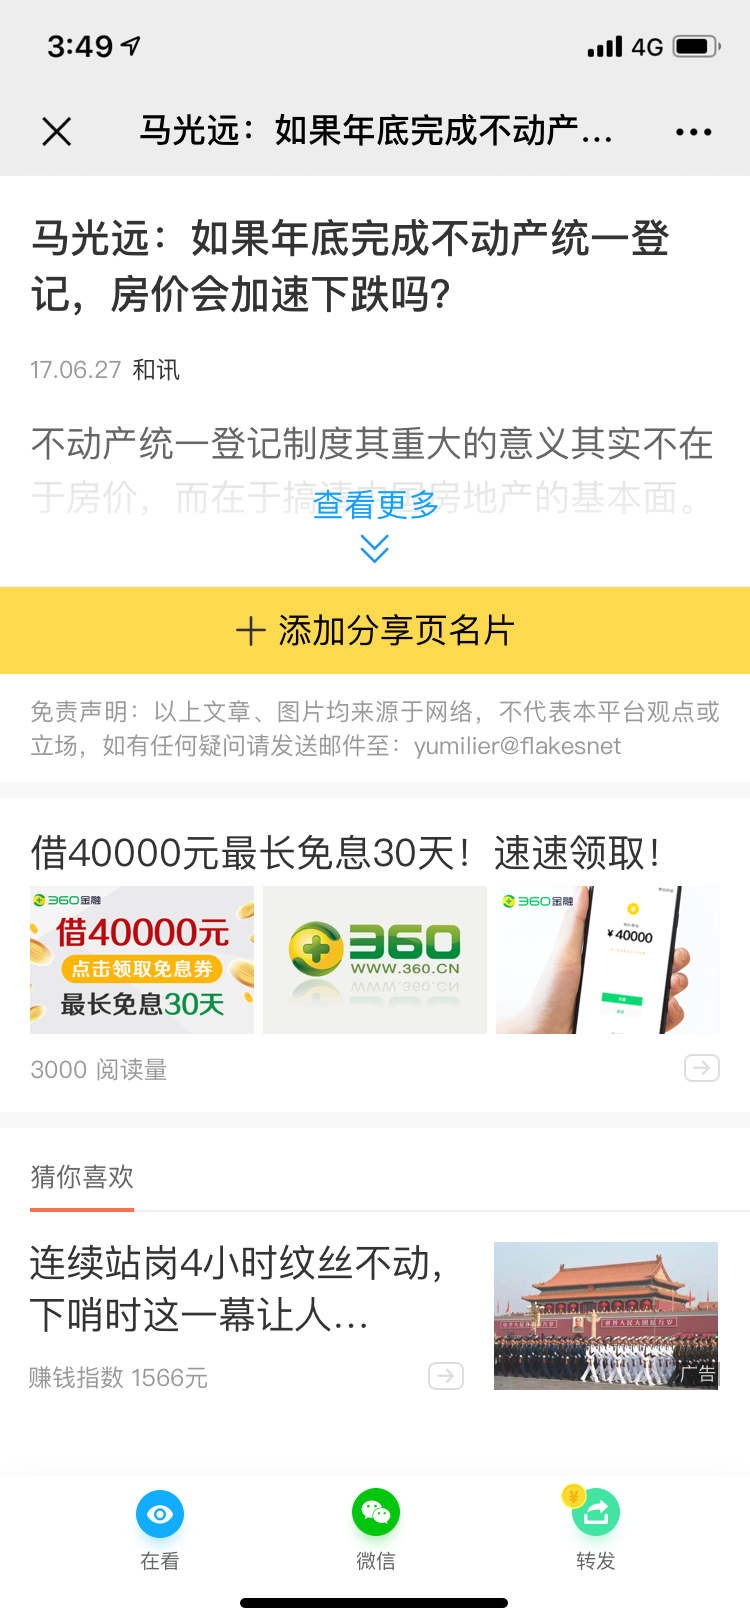 3:49
4G
马光远：如果年底完成不动产...
马光远：如果年底完成不动产统一登
记，房价会加速下跌吗？
17.06.27 和讯
不动产统一登记制度其重大的意义其实不在
于房价，而在于搞清中国房地产的基本面。
查看更多
添加分享页名片
免责声明：以上文章、图片均来源于网络，不代表本平台观点或
立场，如有任何疑问请发送邮件至：yumilier@flakesnet
借40000元最长免息30天！速速领取！
360金融
借40000元
点击领取免息券
最长免息30天
360
WWW.360.CN
360金融
¥40000
3000 阅读量
猜你喜欢
连续站岗4小时纹丝不动，
下哨时这一幕让人...
赚钱指数 1566元
世界人民大团结万岁
广告
在看
微信
¥
转发